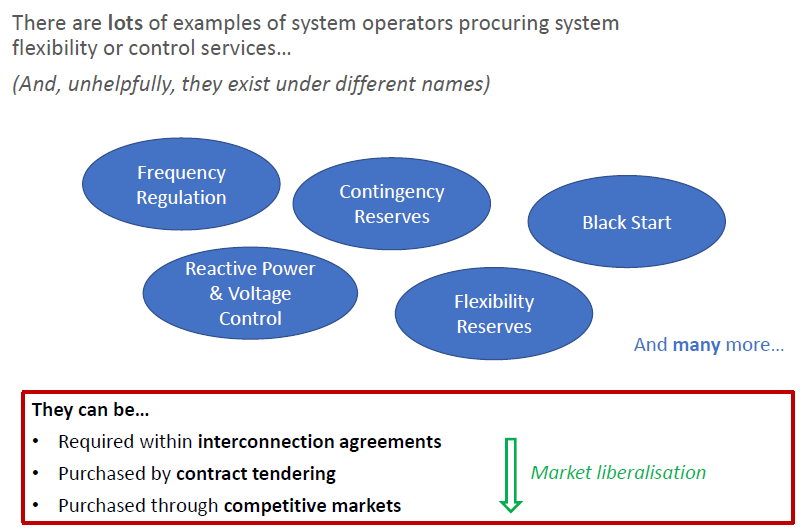 There are lots of examples of system operators procuring system
flexibility or control services…
(And, unhelpfully, they exist under different names)
Frequency
Regulation
Contingency
Reserves
Black Start
Reactive Power
& Voltage
Control
Flexibility
Reserves
And many more…
They can be…
• Required within interconnection agreements
• Purchased by contract tendering
• Purchased through competitive markets
Market liberalisation